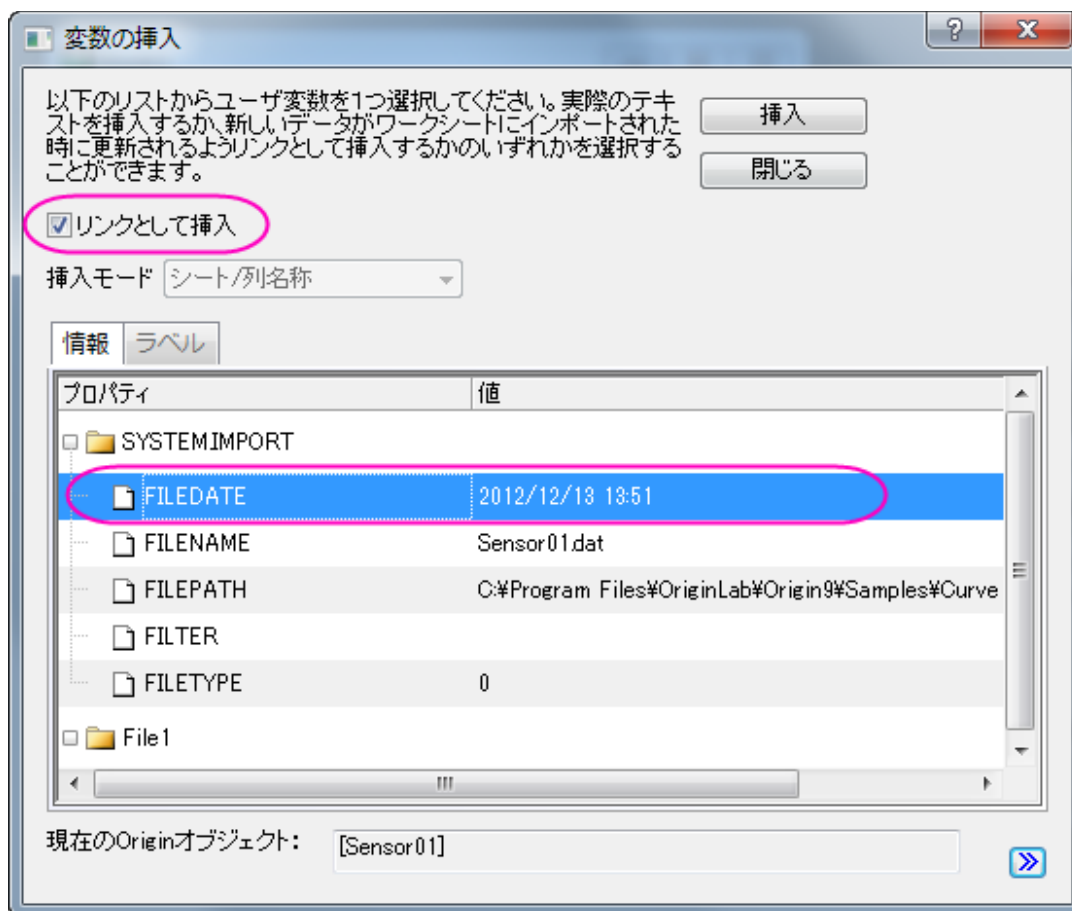 変数の挿入
以下のリストからユーザ変数を1つ選択してください。実際のテキ
ストを挿入するか、新しいデータがワークシートにインポートされた
時に更新されるようリンクとして挿入するかのいずれかを選択する
ことができます。
挿入
閉じる
リンクとして挿入
挿入モード シート/列名称
情報 ラベル
プロパティ 値
SYSTEMIMPORT
FILEDATE 2012/12/13 13:51
FILENAME Sensor01.dat
FILEPATH C:¥Program Files¥OriginLab¥Origin9¥Samples¥Curve
FILTER
FILETYPE 0
File1
現在のOriginオブジェクト: [Sensor01]